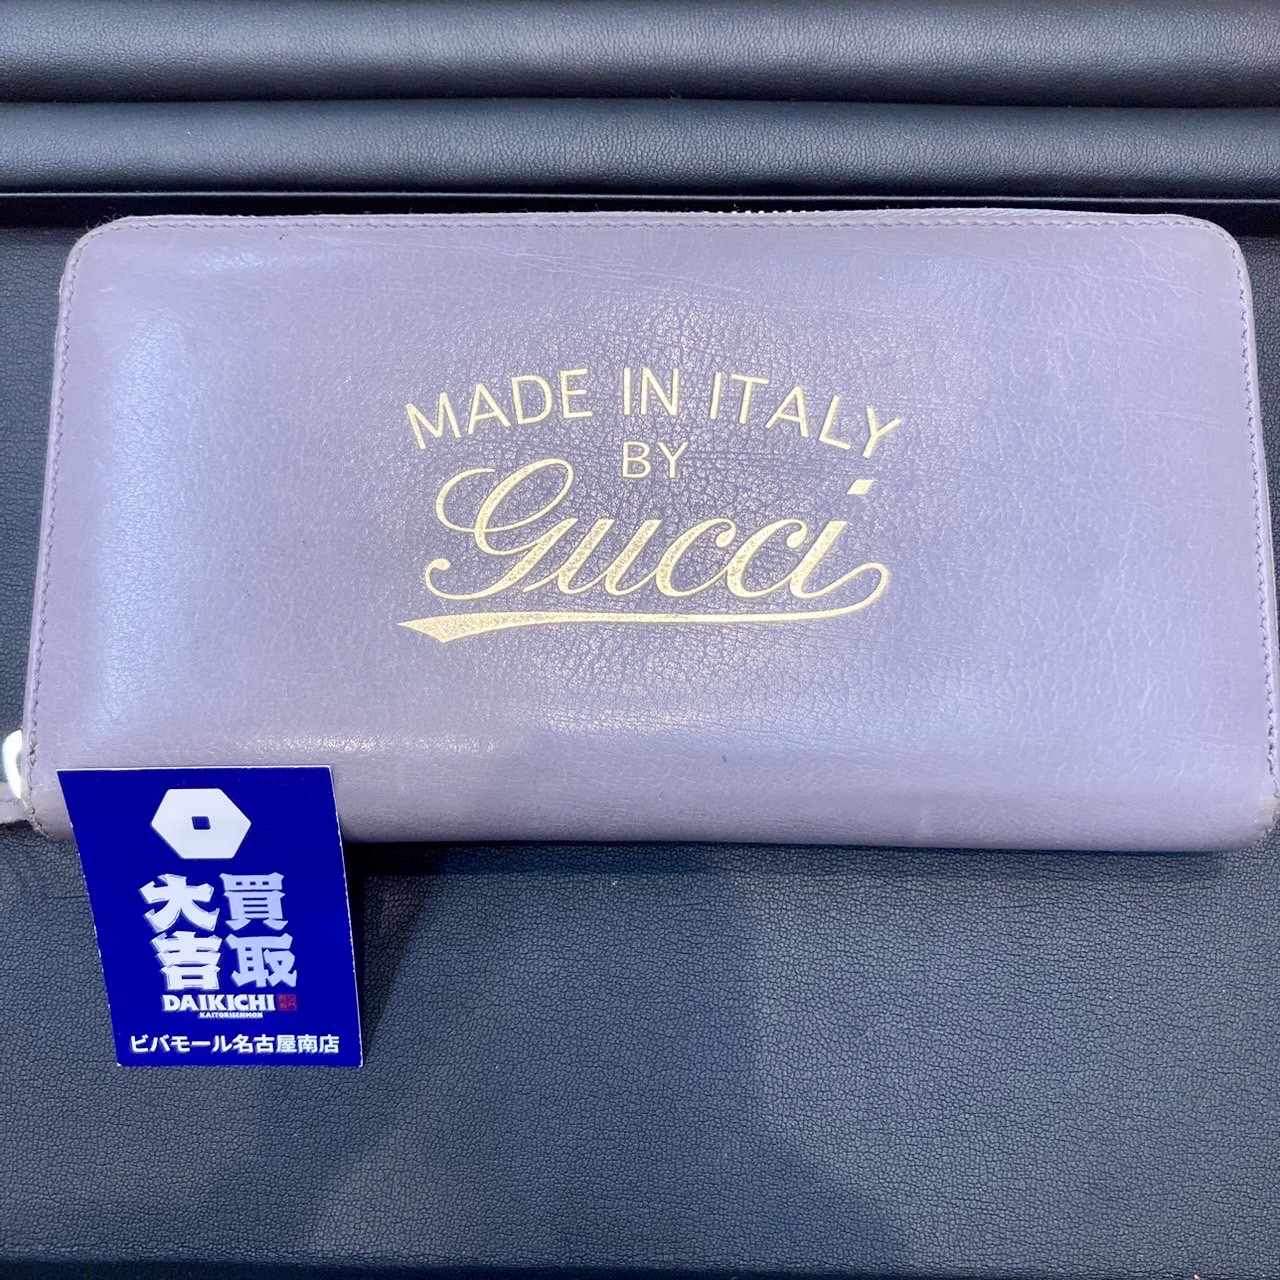 MADE IN ITALY
BY
Gucci
買取
大吉
DAIKICHI
KAITORISENMON
ビバモール名古屋南店